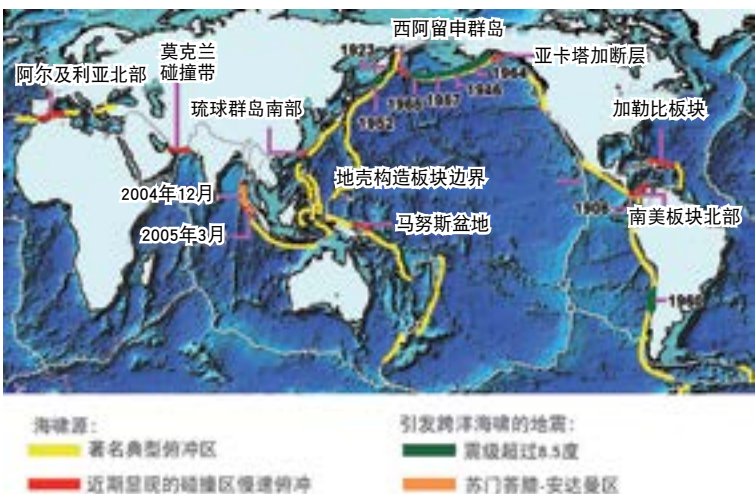 西阿留申群岛
1923
亚卡塔加断层
莫克兰
碰撞带
阿尔及利亚北部
1964
1946
琉球群岛南部
1952
加勒比板块
地壳构造板块边界
2004年12月
1906
南美板块北部
马努斯盆地
2005年3月
1960
海啸源：
著名典型俯冲区
近期显现的碰撞区慢速俯冲
引发跨洋海啸的地震：
震级超过8.5度
苏门答腊-安达曼区